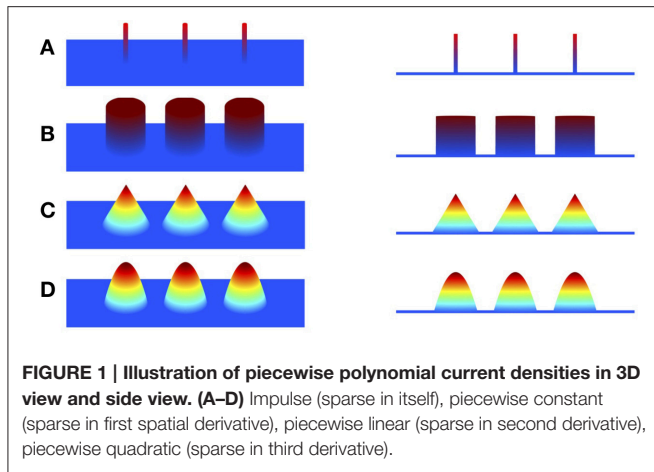 A
B
C
D
FIGURE 1 | Illustration of piecewise polynomial current densities in 3D
view and side view. (A–D) Impulse (sparse in itself), piecewise constant
(sparse in first spatial derivative), piecewise linear (sparse in second derivative),
piecewise quadratic (sparse in third derivative).